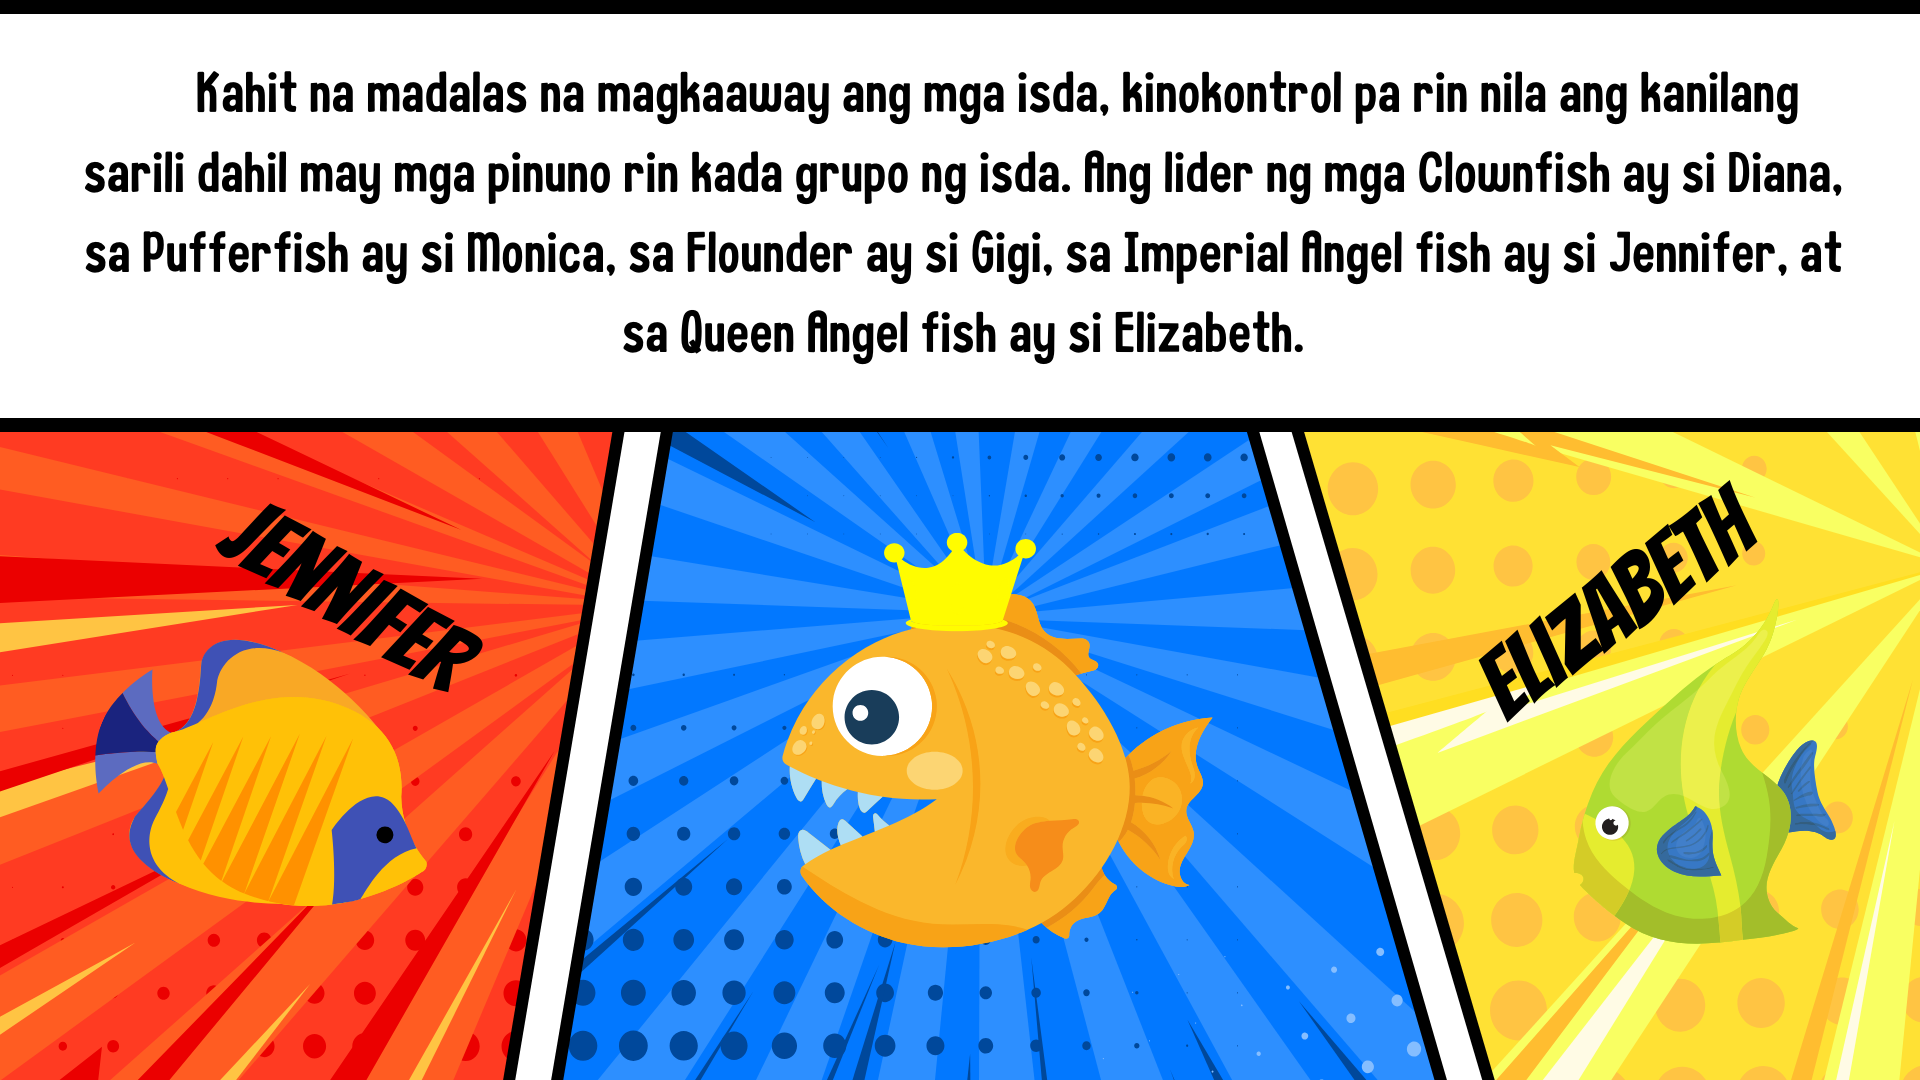 Kahit na madalas na magkaaway ang mga isda, kinokontrol pa rin nila ang kanilang
sarili dahil may mga pinuno rin kada grupo ng isda. Ang lider ng mga Clownfish ay si Diana,
sa Pufferfish ay si Monica, sa Flounder ay si Gigi, sa Imperial Angel fish ay si Jennifer, at
sa Queen Angel fish ay si Elizabeth.
JENNIFER
ELIZABETH